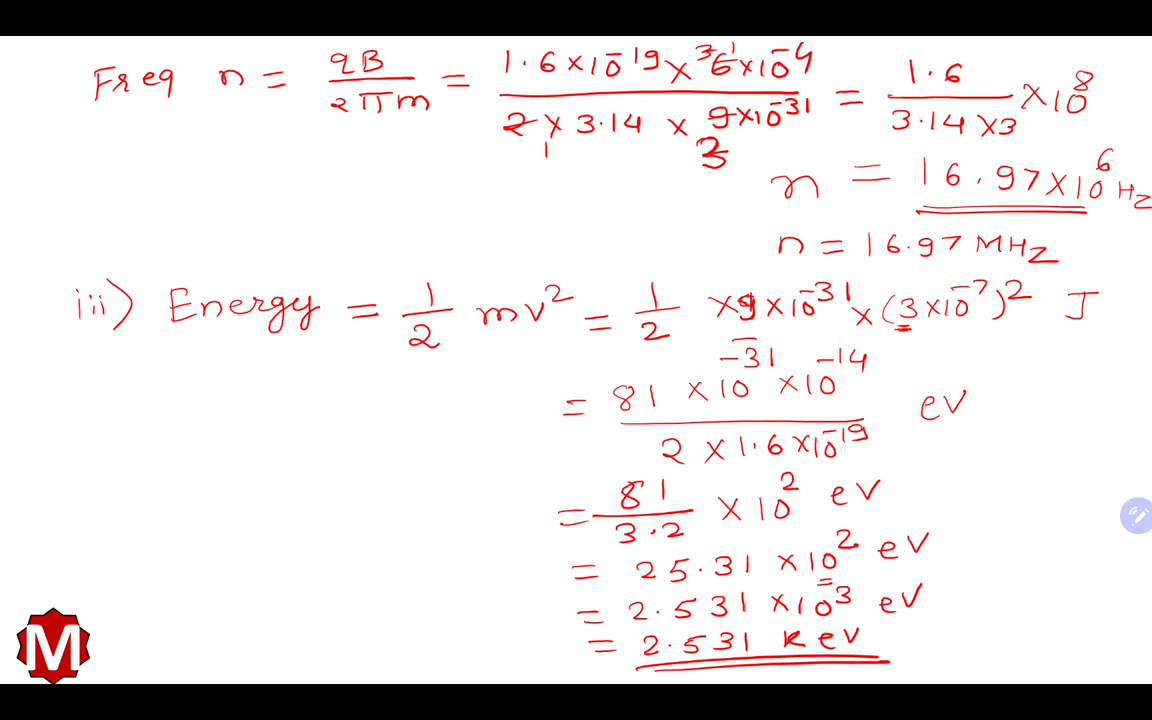 Freq n = qB / 2πm = 1.6×10⁻¹⁹ × ³6¹×10⁻⁴ / 2 × 3.14 × 9×10⁻³¹ = 1.6 / 3.14 ×3 ×10⁸
1 3
n = 16.97×10⁶ Hz
n = 16.97 MHz
iii) Energy = 1/2 mv² = 1/2 ×9×10⁻³¹ × (3×10⁻⁷)² J
= 81 ×10⁻³¹ ×10⁻¹⁴ / 2 × 1.6×10⁻¹⁹ eV
= 81 / 3.2 × 10² eV
= 25.31 ×10² eV
= 2.531 ×10³ eV
= 2.531 KeV
M